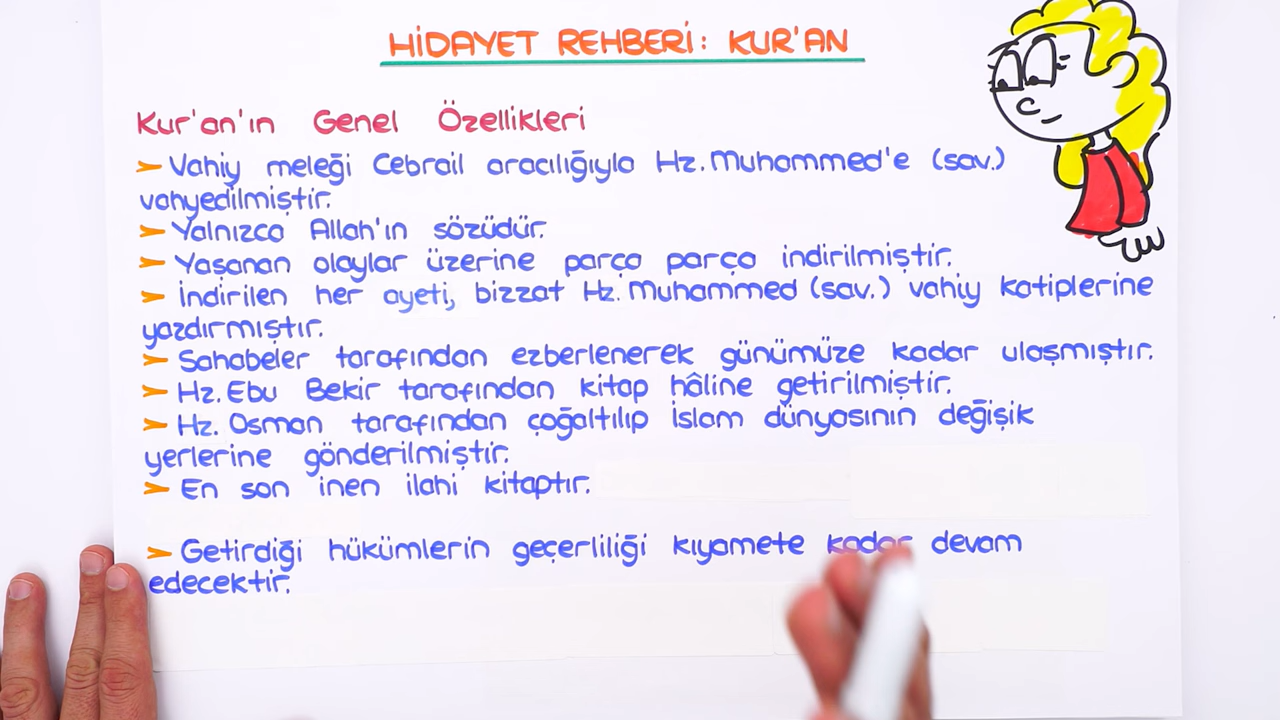 HİDAYET REHBERİ: KUR'AN
Kur'an'ın Genel Özellikleri
➤ Vahiy meleği Cebrail aracılığıyla Hz. Muhammed'e (sav.)
vahyedilmiştir.
➤ Yalnızca Allah'ın sözüdür.
➤ Yaşanan olaylar üzerine parça parça indirilmiştir.
➤ İndirilen her ayeti, bizzat Hz. Muhammed (sav.) vahiy katiplerine
yazdırmıştır.
➤ Sahabeler tarafından ezberlenerek günümüze kadar ulaşmıştır.
➤ Hz. Ebu Bekir tarafından kitap hâline getirilmiştir.
➤ Hz. Osman tarafından çoğaltılıp İslam dünyasının değişik
yerlerine gönderilmiştir.
➤ En son inen ilahi kitaptır.
➤ Getirdiği hükümlerin geçerliliği kıyamete kadar devam
edecektir.